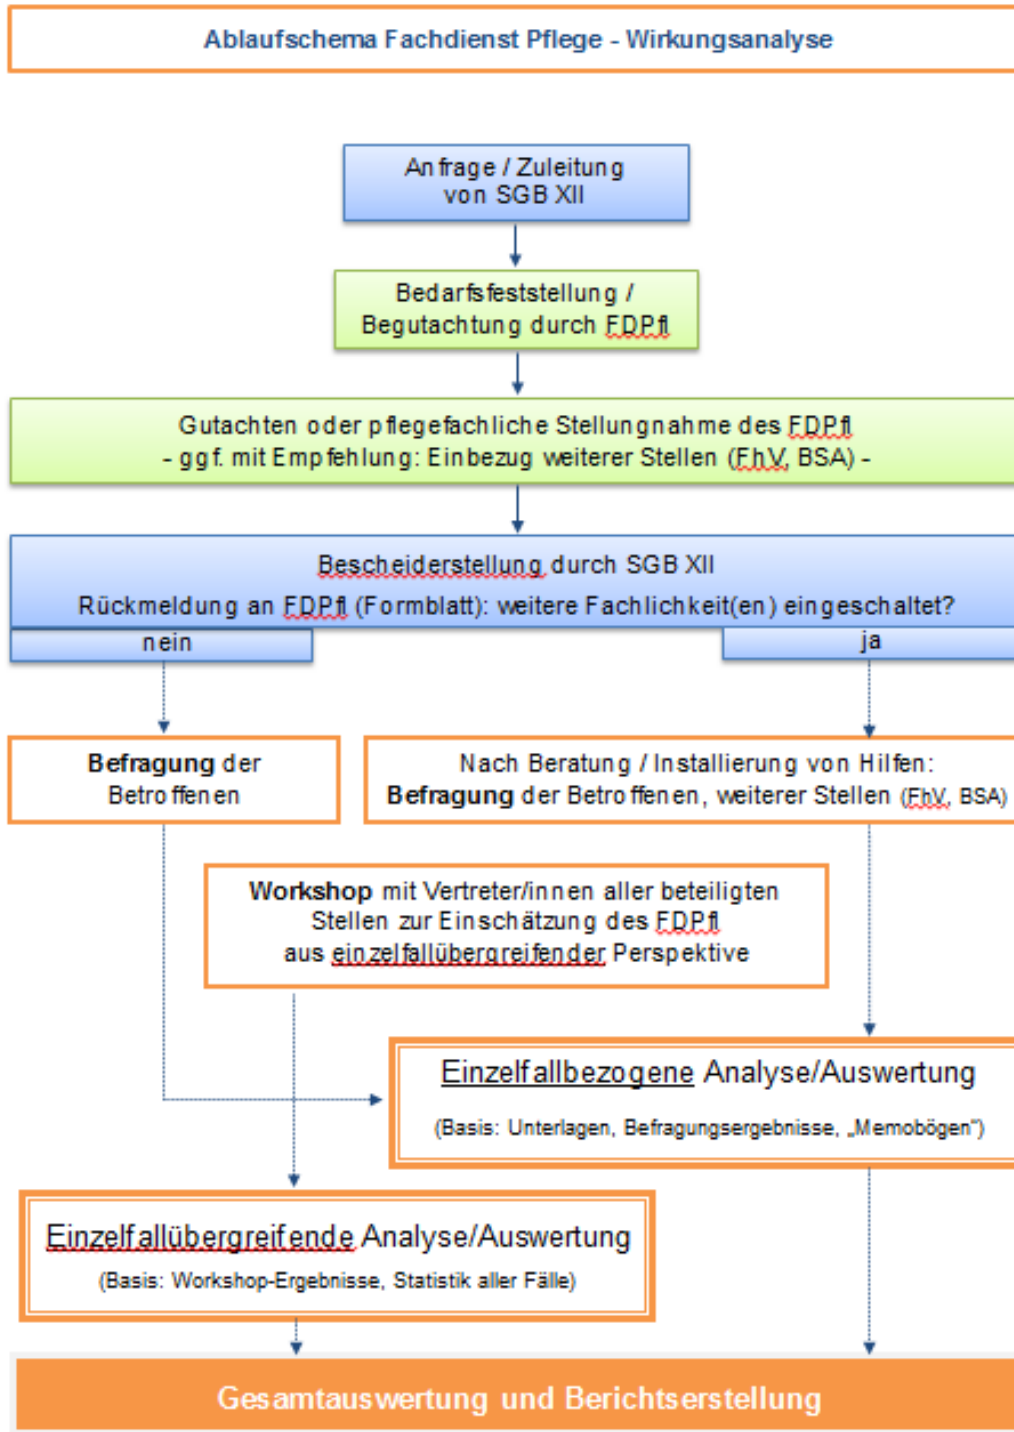 Ablaufschema Fachdienst Pflege - Wirkungsanalyse
Anfrage / Zuleitung
von SGB XII
Bedarfsfeststellung /
Begutachtung durch FDPfl
Gutachten oder pflegefachliche Stellungnahme des FDPfl
- ggf. mit Empfehlung: Einbezug weiterer Stellen (FhV, BSA) -
Bescheiderstellung durch SGB XII
Rückmeldung an FDPfl (Formblatt): weitere Fachlichkeit(en) eingeschaltet?
nein
ja
Befragung der
Betroffenen
Nach Beratung / Installierung von Hilfen:
Befragung der Betroffenen, weiterer Stellen (FhV, BSA)
Workshop mit Vertreter/innen aller beteiligten
Stellen zur Einschätzung des FDPfl
aus einzelfallübergreifender Perspektive
Einzelfallbezogene Analyse/Auswertung
(Basis: Unterlagen, Befragungsergebnisse, „Memobögen“)
Einzelfallübergreifende Analyse/Auswertung
(Basis: Workshop-Ergebnisse, Statistik aller Fälle)
Gesamtauswertung und Berichtserstellung